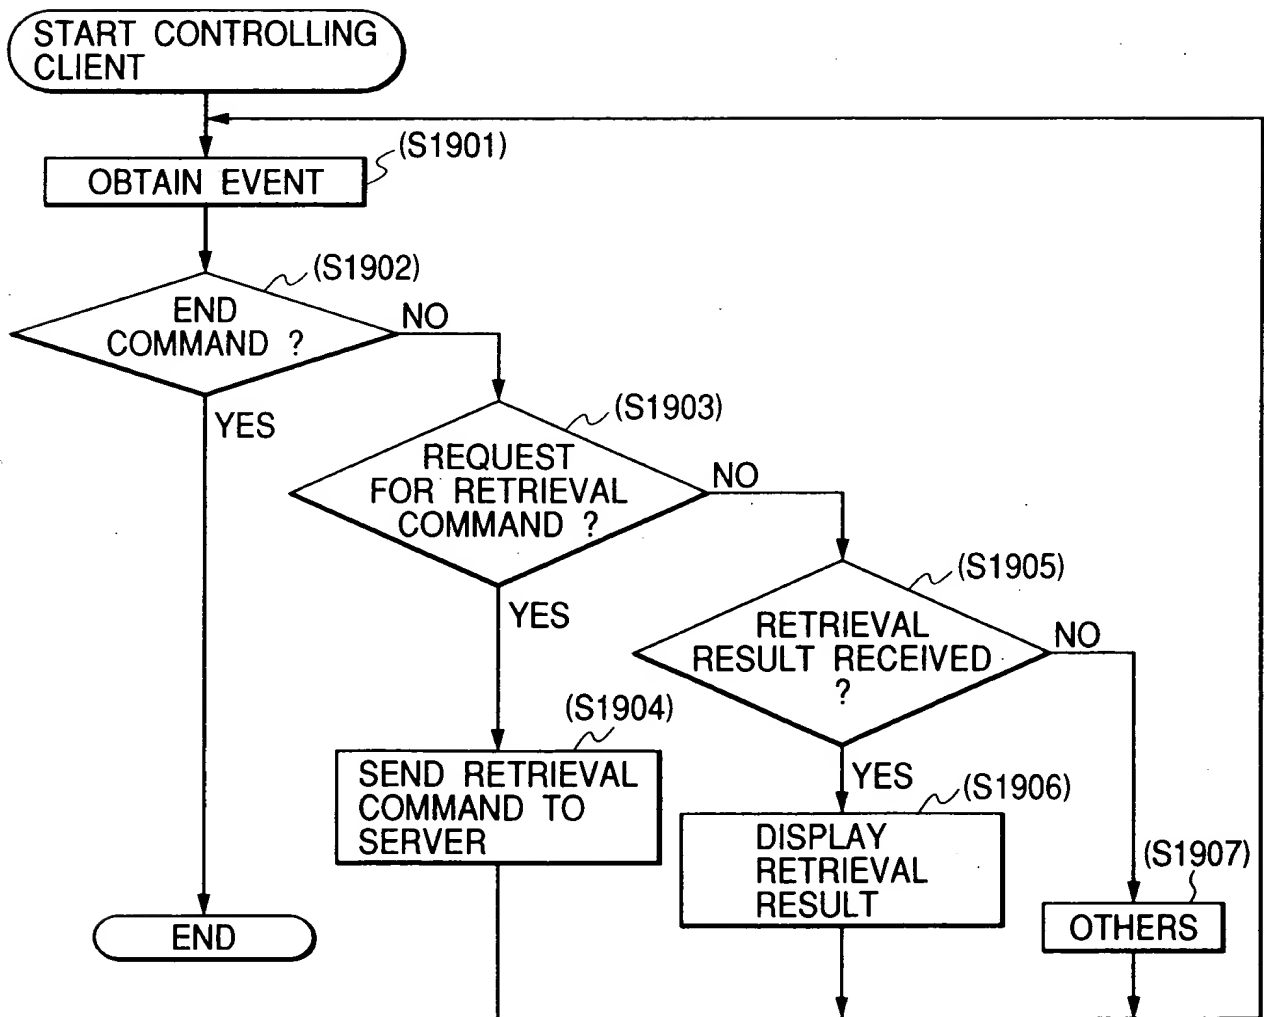 START CONTROLLING
CLIENT
(S1901)
OBTAIN EVENT
(S1902)
END
COMMAND ?
NO
YES
(S1903)
REQUEST
FOR RETRIEVAL
COMMAND ?
NO
YES
(S1905)
RETRIEVAL
RESULT RECEIVED
?
NO
YES
(S1904)
SEND RETRIEVAL
COMMAND TO
SERVER
(S1906)
DISPLAY
RETRIEVAL
RESULT
(S1907)
OTHERS
END